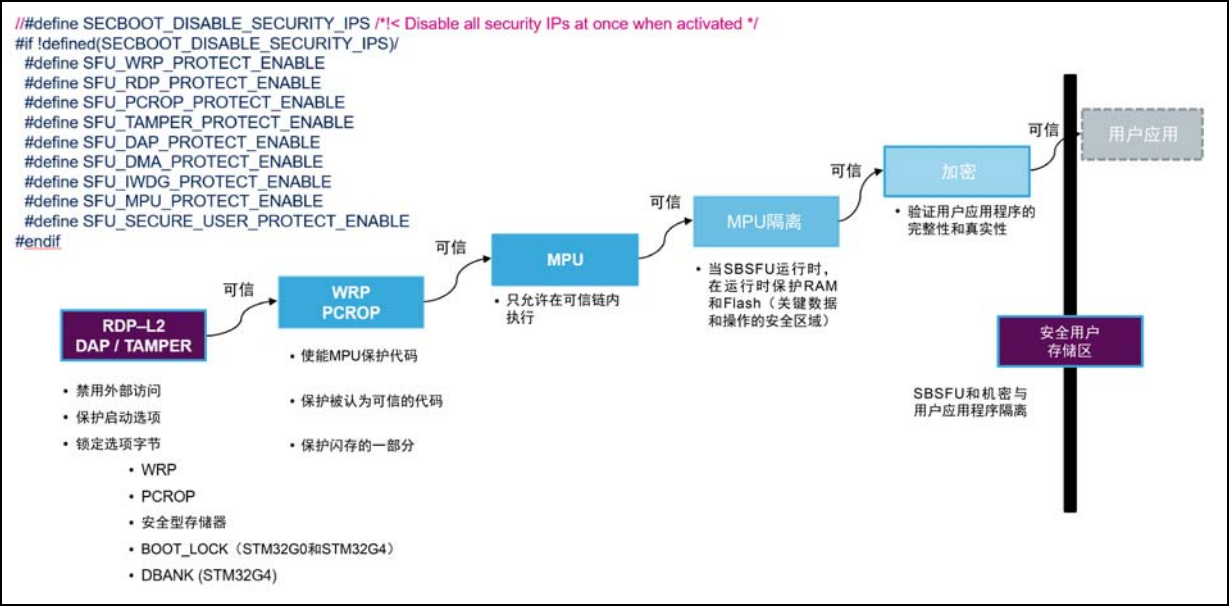 //#define SECBOOT_DISABLE_SECURITY_IPS /*!< Disable all security IPs at once when activated */
#if !defined(SECBOOT_DISABLE_SECURITY_IPS)/
#define SFU_WRP_PROTECT_ENABLE
#define SFU_RDP_PROTECT_ENABLE
#define SFU_PCROP_PROTECT_ENABLE
#define SFU_TAMPER_PROTECT_ENABLE
#define SFU_DAP_PROTECT_ENABLE
#define SFU_DMA_PROTECT_ENABLE
#define SFU_IWDG_PROTECT_ENABLE
#define SFU_MPU_PROTECT_ENABLE
#define SFU_SECURE_USER_PROTECT_ENABLE
#endif
RDP–L2
DAP / TAMPER
• 禁用外部访问
• 保护启动选项
• 锁定选项字节
• WRP
• PCROP
• 安全型存储器
• BOOT_LOCK（STM32G0和STM32G4）
• DBANK (STM32G4)
可信
WRP
PCROP
• 使能MPU保护代码
• 保护被认为可信的代码
• 保护闪存的一部分
可信
MPU
• 只允许在可信链内
执行
可信
MPU隔离
• 当SBSFU运行时，
在运行时保护RAM
和Flash（关键数据
和操作的安全区域）
可信
加密
• 验证用户应用程序的
完整性和真实性
可信
用户应用
安全用户
存储区
SBSFU和机密与
用户应用程序隔离